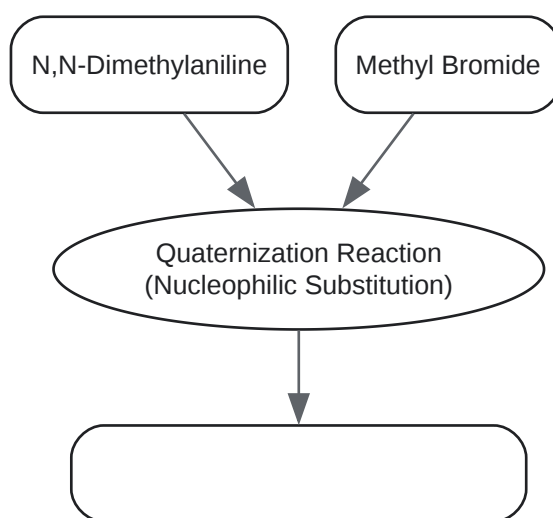 N,N-Dimethylaniline
Methyl Bromide
Quaternization Reaction
(Nucleophilic Substitution)